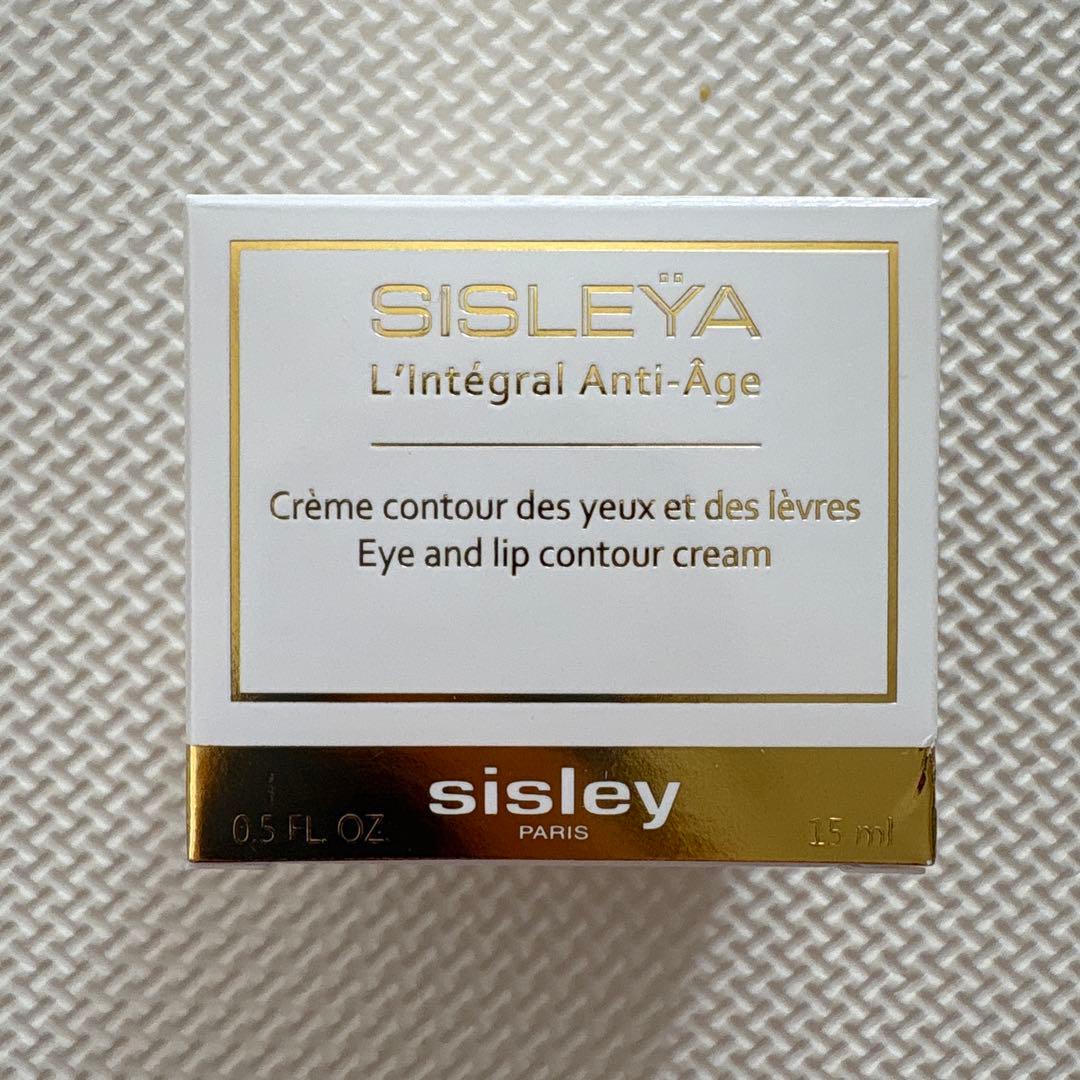 SISLEŸA
L'Intégral Anti-Âge
Crème contour des yeux et des lèvres
Eye and lip contour cream
sisley
PARIS
0.5 FL. OZ. 15 ml